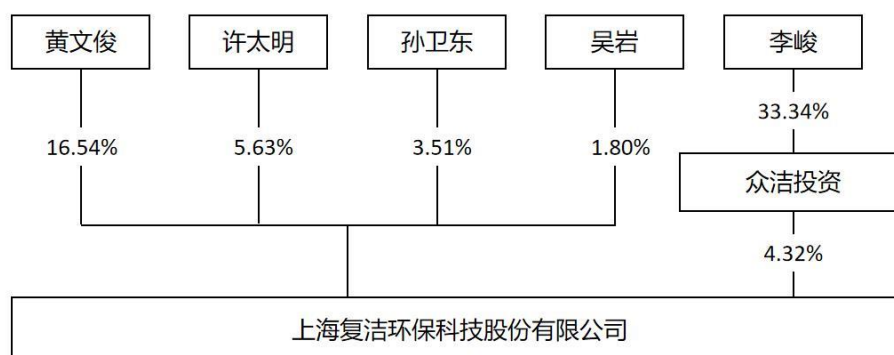 黄文俊 许太明 孙卫东 吴岩 李峻
33.34%
16.54% 5.63% 3.51% 1.80%
众洁投资
4.32%
上海复洁环保科技股份有限公司